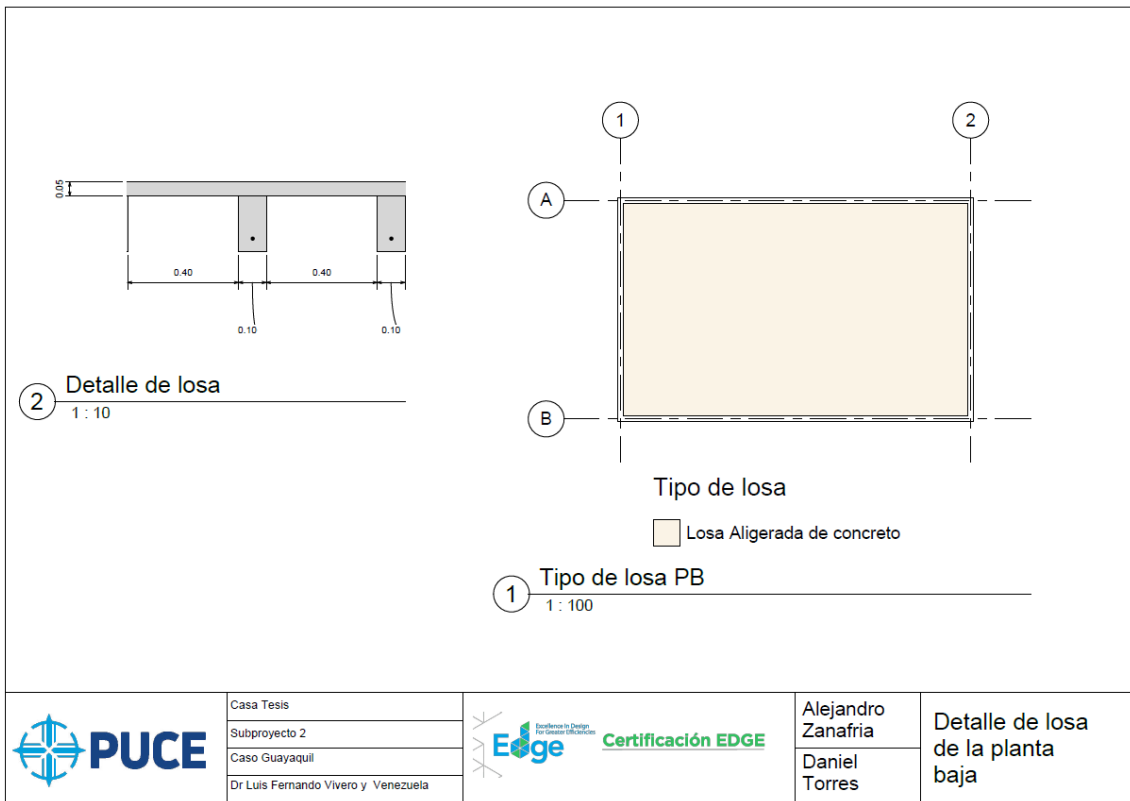 0.05
0.40
0.40
0.10
0.10
2
Detalle de losa
1 : 10
1
2
A
B
Tipo de losa
Losa Aligerada de concreto
1
Tipo de losa PB
1 : 100
PUCE
Casa Tesis
Subproyecto 2
Caso Guayaquil
Dr Luis Fernando Vivero y Venezuela
Edge
Excellence In Design
For Greater Efficiencies
Certificación EDGE
Alejandro
Zanafria
Daniel
Torres
Detalle de losa
de la planta
baja